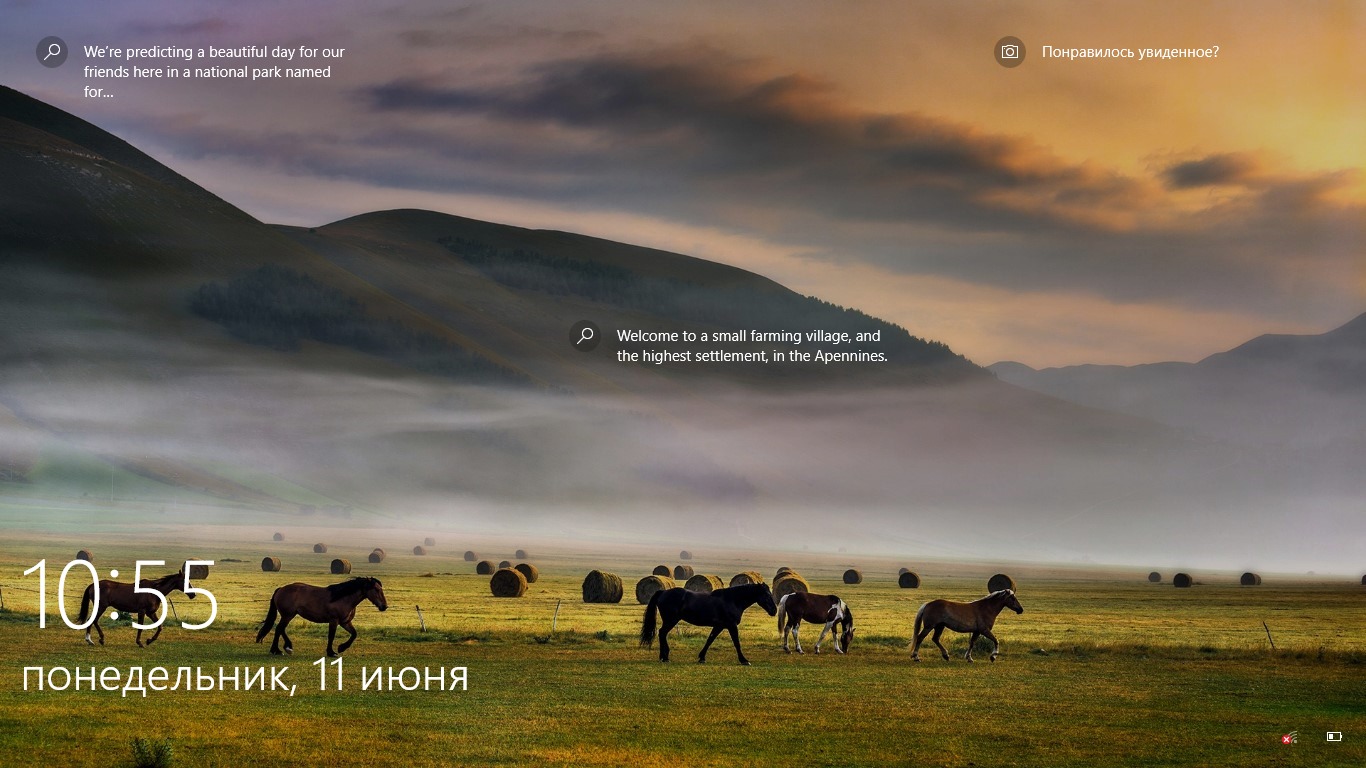 We’re predicting a beautiful day for our
friends here in a national park named
for...
Понравилось увиденное?
Welcome to a small farming village, and
the highest settlement, in the Apennines.
10:55
понедельник, 11 июня